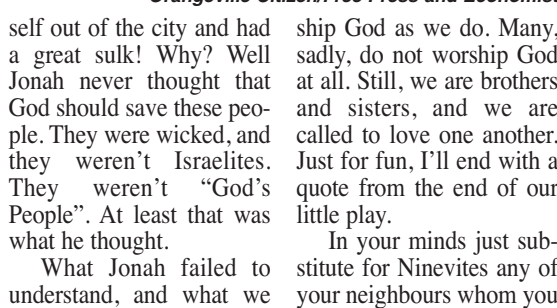 self out of the city and had
a great sulk! Why? Well
Jonah never thought that
God should save these peo-
ple. They were wicked, and
they weren't Israelites.
They weren't “God's
People”. At least that was
what he thought.
What Jonah failed to
understand, and what we
ship God as we do. Many,
sadly, do not worship God
at all. Still, we are brothers
and sisters, and we are
called to love one another.
Just for fun, I'll end with a
quote from the end of our
little play.
In your minds just sub-
stitute for Ninevites any of
your neighbours whom you